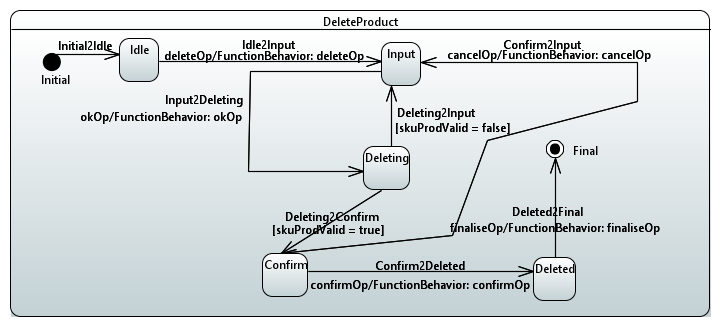 DeleteProduct
Initial2Idle
Initial
Idle
Idle2Input
deleteOp/FunctionBehavior: deleteOp
Input
Confirm2Input
cancelOp/FunctionBehavior: cancelOp
Input2Deleting
okOp/FunctionBehavior: okOp
Deleting2Input
[skuProdValid = false]
Deleting
Final
Deleting2Confirm
[skuProdValid = true]
Deleted2Final
finaliseOp/FunctionBehavior: finaliseOp
Confirm
Confirm2Deleted
confirmOp/FunctionBehavior: confirmOp
Deleted